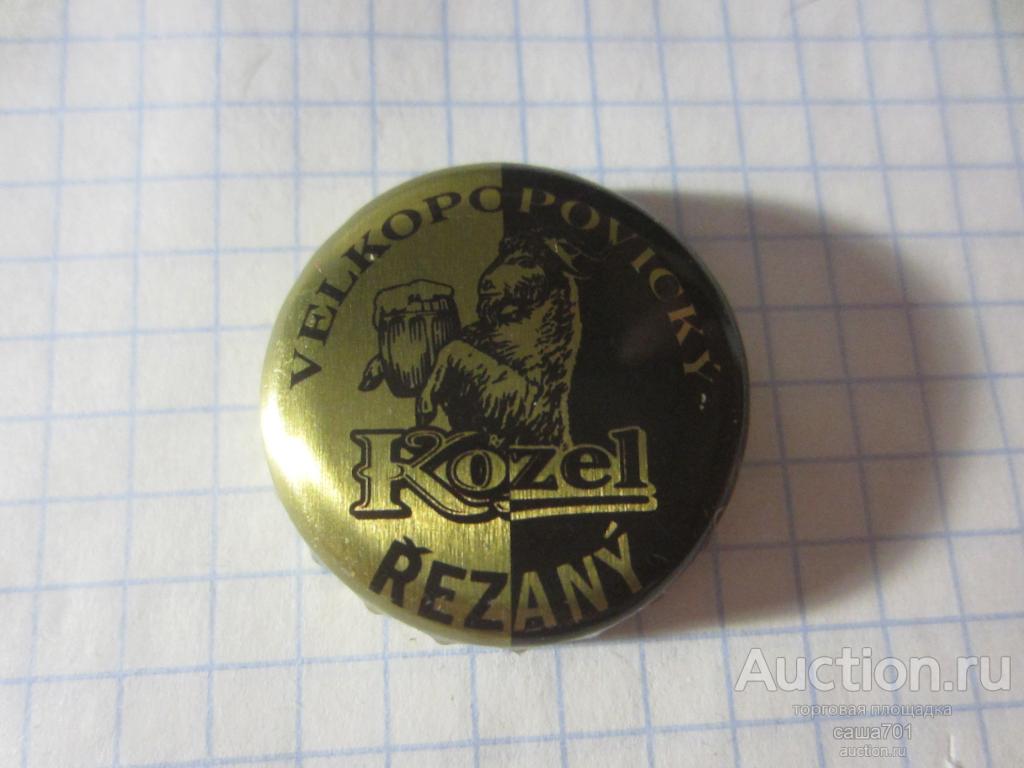 VELKOPOPOVICKÝ
Kozel
ŘEZANÝ
Auction.ru
торговая площадка
саша701
auction.ru